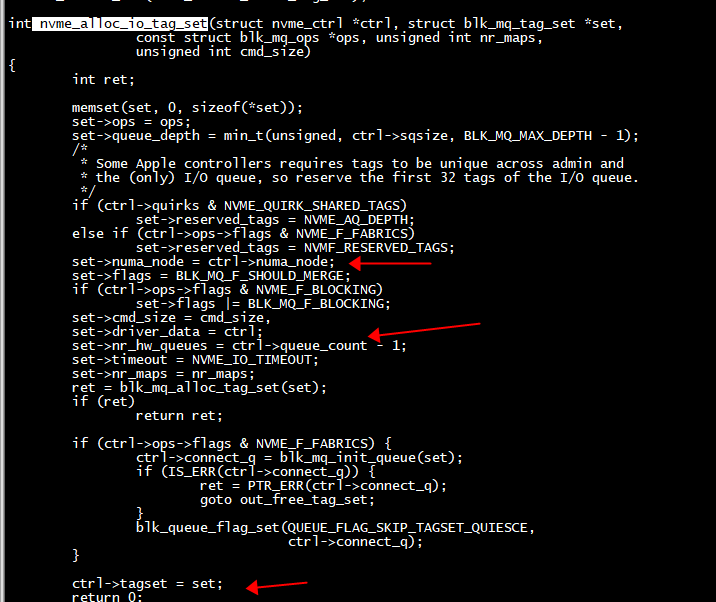 int nvme_alloc_io_tag_set(struct nvme_ctrl *ctrl, struct blk_mq_tag_set *set,
const struct blk_mq_ops *ops, unsigned int nr_maps,
unsigned int cmd_size)
{
int ret;
memset(set, 0, sizeof(*set));
set->ops = ops;
set->queue_depth = min_t(unsigned, ctrl->sqsize, BLK_MQ_MAX_DEPTH - 1);
/*
* Some Apple controllers requires tags to be unique across admin and
* the (only) I/O queue, so reserve the first 32 tags of the I/O queue.
*/
if (ctrl->quirks & NVME_QUIRK_SHARED_TAGS)
set->reserved_tags = NVME_AQ_DEPTH;
else if (ctrl->ops->flags & NVME_F_FABRICS)
set->reserved_tags = NVMF_RESERVED_TAGS;
set->numa_node = ctrl->numa_node;
set->flags = BLK_MQ_F_SHOULD_MERGE;
if (ctrl->ops->flags & NVME_F_BLOCKING)
set->flags |= BLK_MQ_F_BLOCKING;
set->cmd_size = cmd_size,
set->driver_data = ctrl;
set->nr_hw_queues = ctrl->queue_count - 1;
set->timeout = NVME_IO_TIMEOUT;
set->nr_maps = nr_maps;
ret = blk_mq_alloc_tag_set(set);
if (ret)
return ret;
if (ctrl->ops->flags & NVME_F_FABRICS) {
ctrl->connect_q = blk_mq_init_queue(set);
if (IS_ERR(ctrl->connect_q)) {
ret = PTR_ERR(ctrl->connect_q);
goto out_free_tag_set;
}
blk_queue_flag_set(QUEUE_FLAG_SKIP_TAGSET_QUIESCE,
ctrl->connect_q);
}
ctrl->tagset = set;
return 0;